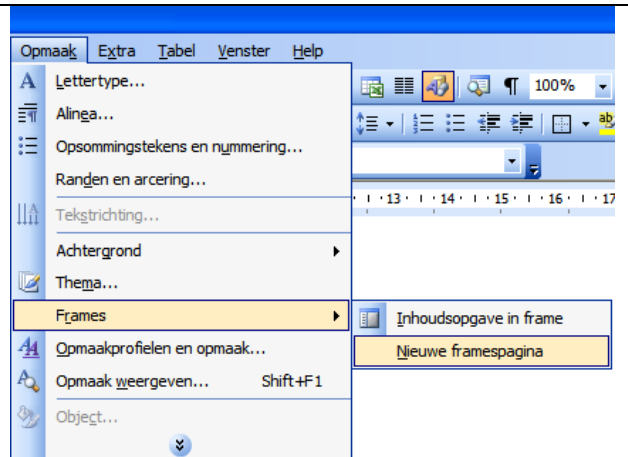 Opmaak Extra Tabel Venster Help
Lettertype...
100%
Alinea...
Opsommingstekens en nummering...
Randen en arcering...
13 14 15 16 17
Tekstrichting...
Achtergrond
Thema...
Frames
Inhoudsopgave in frame
Opmaakprofielen en opmaak...
Nieuwe framespagina
Opmaak weergeven... Shift+F1
Object...